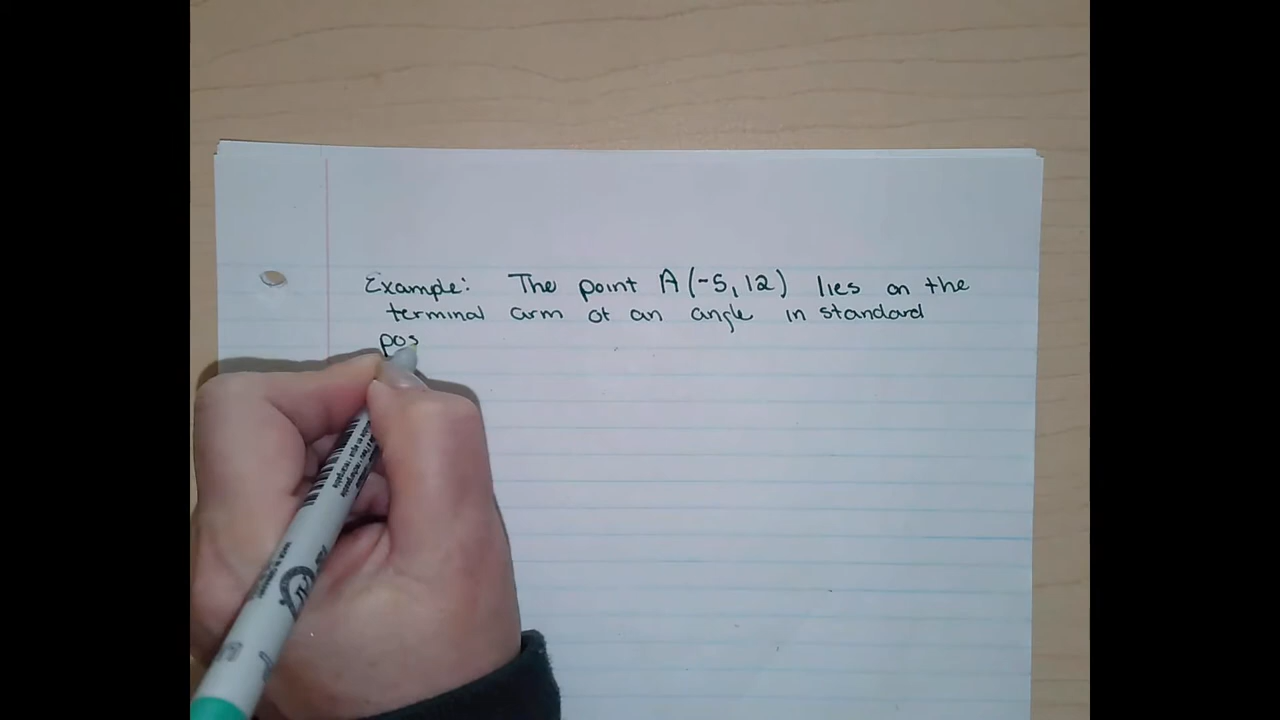 Example: The point A(-5,12) lies on the
terminal arm of an angle in standard
pos